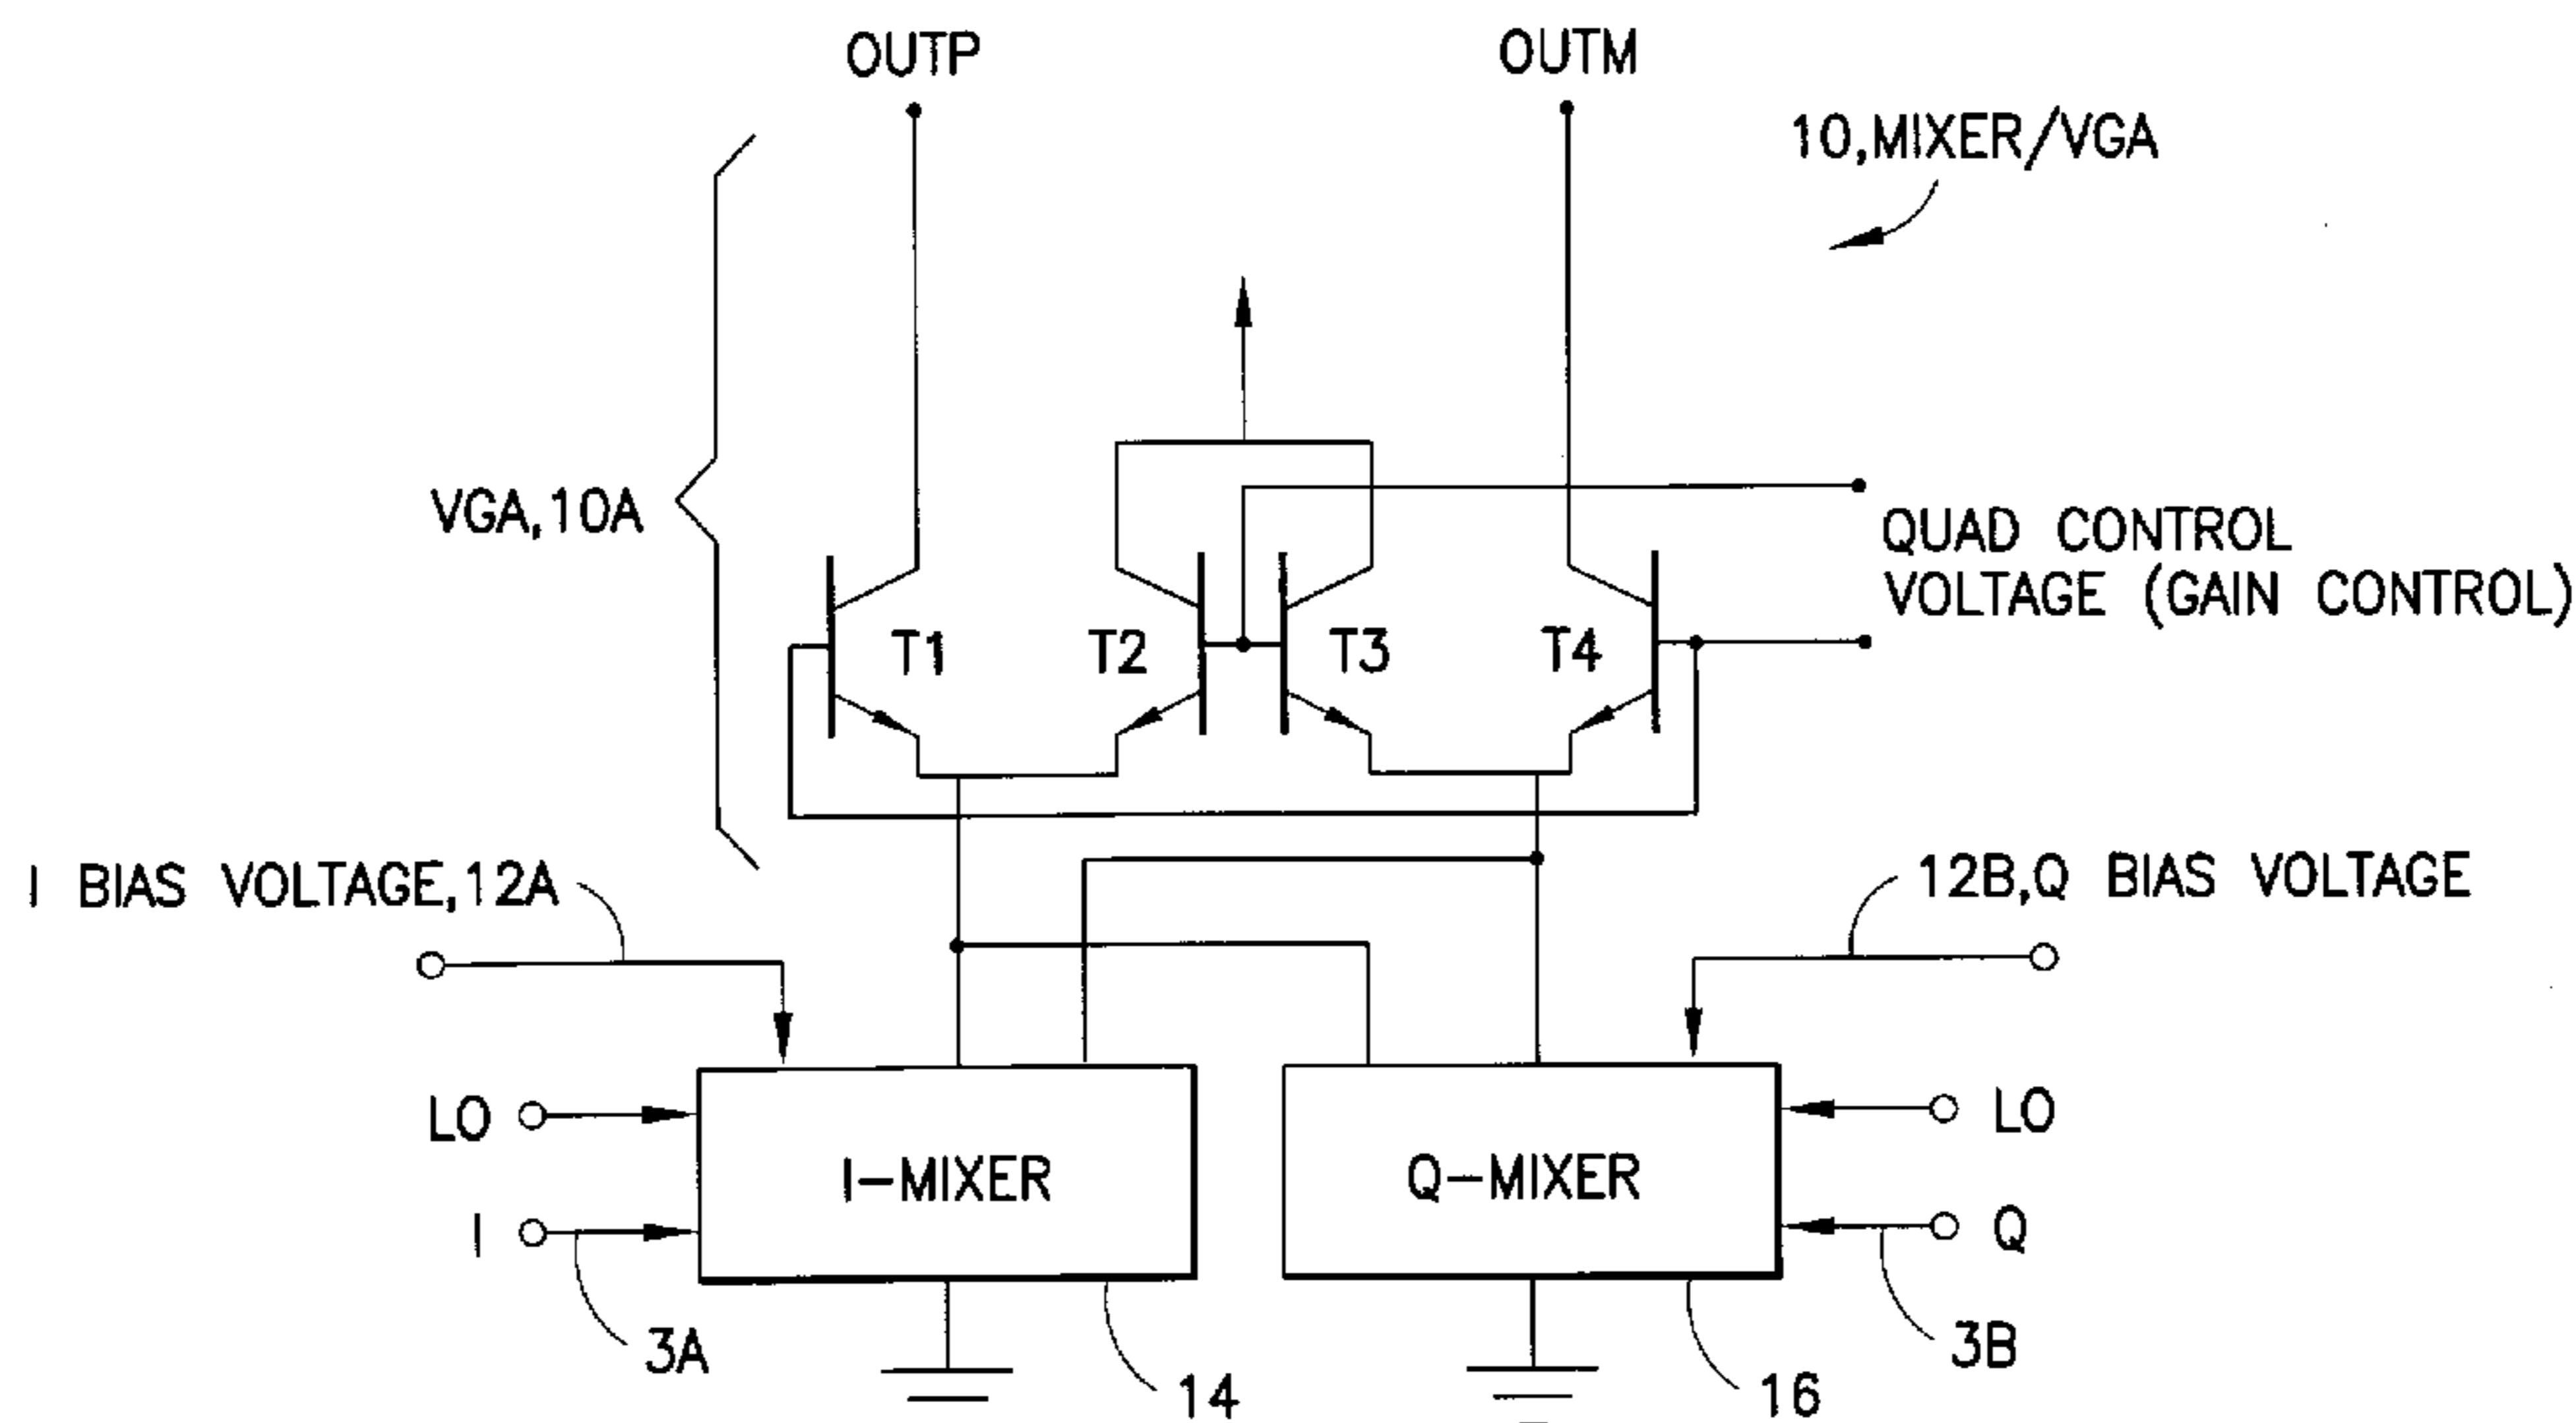 OUTP
OUTM
10,MIXER/VGA
VGA,10A
QUAD CONTROL
VOLTAGE (GAIN CONTROL)
T1
T2
T3
T4
I BIAS VOLTAGE,12A
12B,Q BIAS VOLTAGE
LO
I-MIXER
Q-MIXER
LO
I
Q
3A
14
16
3B